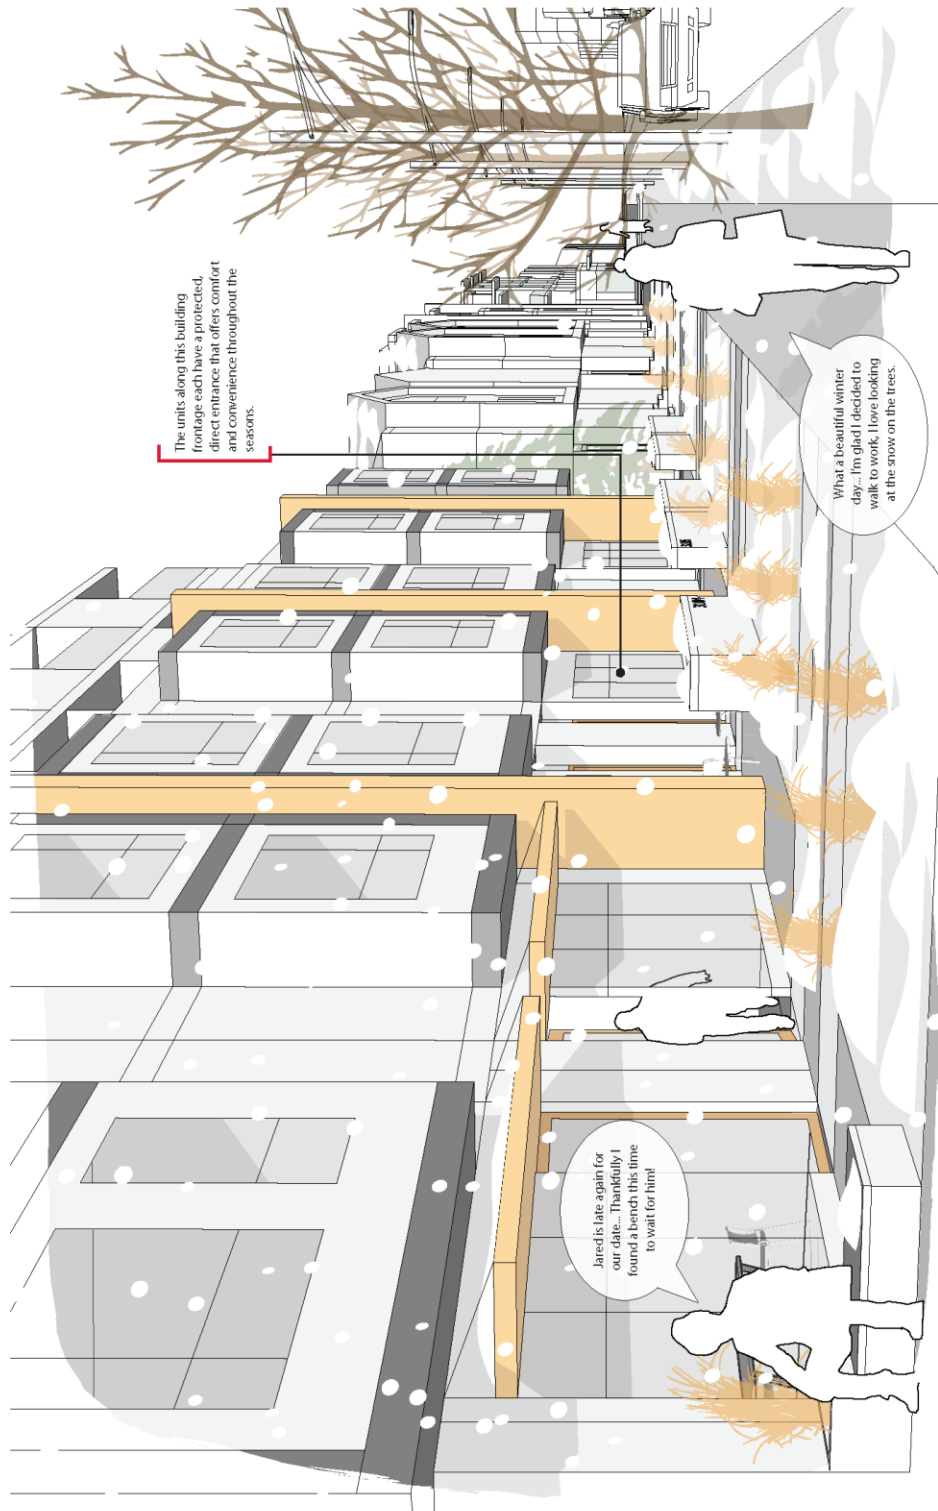 The units along this building
frontage each have a protected,
direct entrance that offers comfort
and convenience throughout the
seasons.
What a beautiful winter
day... I'm glad I decided to
walk to work, I love looking
at the snow on the trees.
Jared is late again for
our date... Thankfully I
found a bench this time
to wait for him!